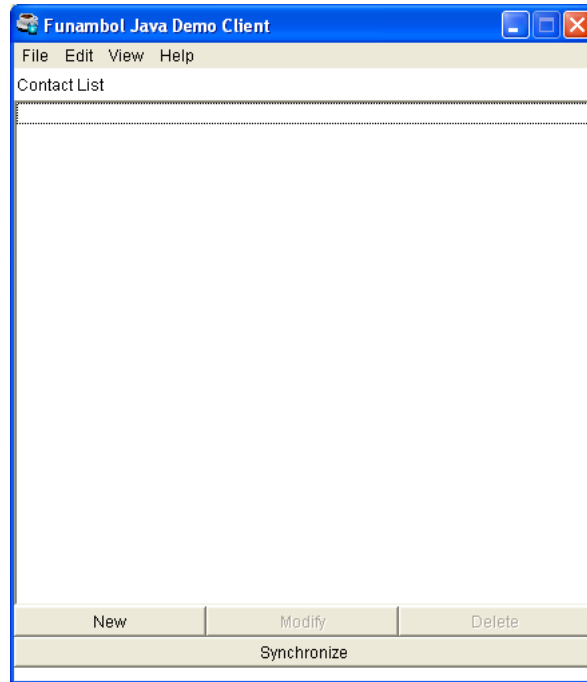 Funambol Java Demo Client
File Edit View Help
Contact List
New Modify Delete
Synchronize